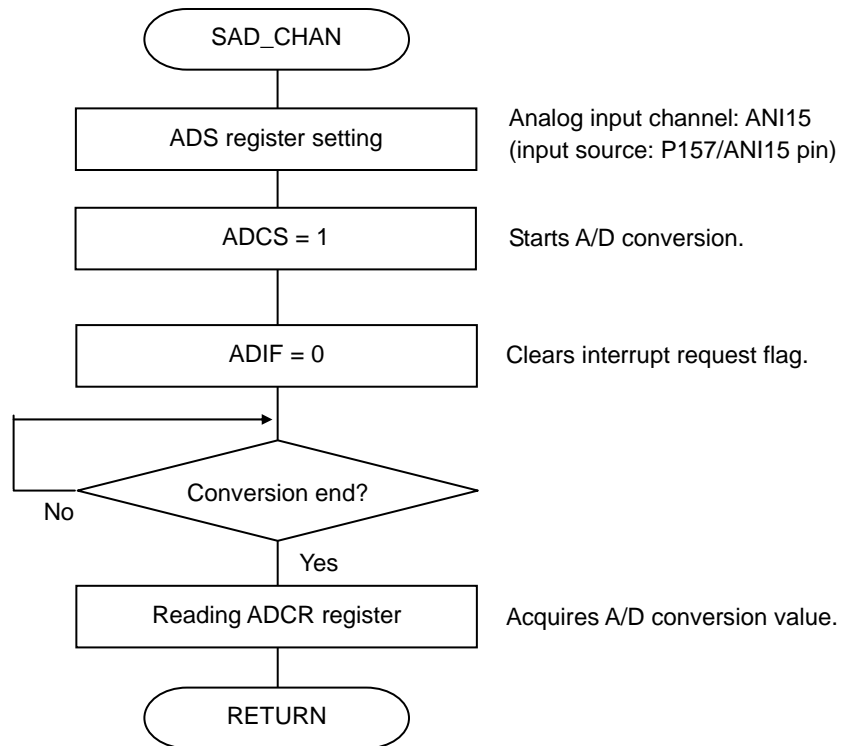 SAD_CHAN
ADS register setting
Analog input channel: ANI15
(input source: P157/ANI15 pin)
ADCS = 1
Starts A/D conversion.
ADIF = 0
Clears interrupt request flag.
Conversion end?
No
Yes
Reading ADCR register
Acquires A/D conversion value.
RETURN